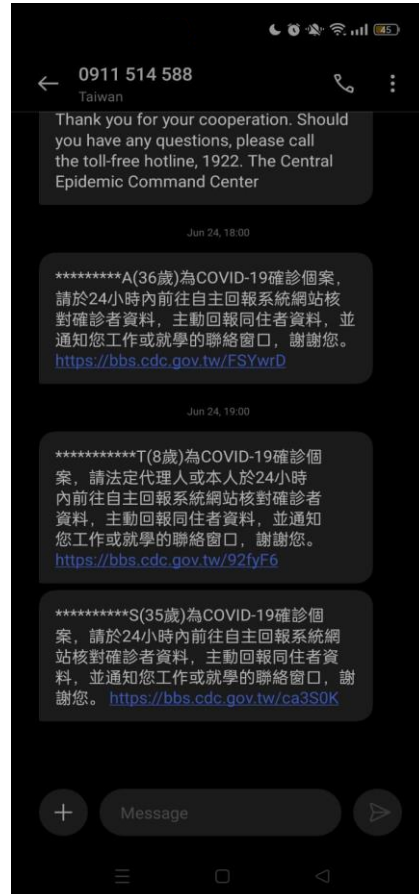 45
0911 514 588
Taiwan
Thank you for your cooperation. Should
you have any questions, please call
the toll-free hotline, 1922. The Central
Epidemic Command Center
Jun 24, 18:00
*********A(36歲)為COVID-19確診個案,
請於24小時內前往自主回報系統網站核
對確診者資料，主動回報同住者資料，並
通知您工作或就學的聯絡窗口，謝謝您。
https://bbs.cdc.gov.tw/FSYwrD
Jun 24, 19:00
***********T(8歲)為COVID-19確診個
案，請法定代理人或本人於24小時
內前往自主回報系統網站核對確診者
資料，主動回報同住者資料，並通知
您工作或就學的聯絡窗口，謝謝您。
https://bbs.cdc.gov.tw/92fyF6
**********S(35歲)為COVID-19確診個
案，請於24小時內前往自主回報系統網
站核對確診者資料，主動回報同住者資
料，並通知您工作或就學的聯絡窗口，謝
謝您。 https://bbs.cdc.gov.tw/ca3S0K
Message